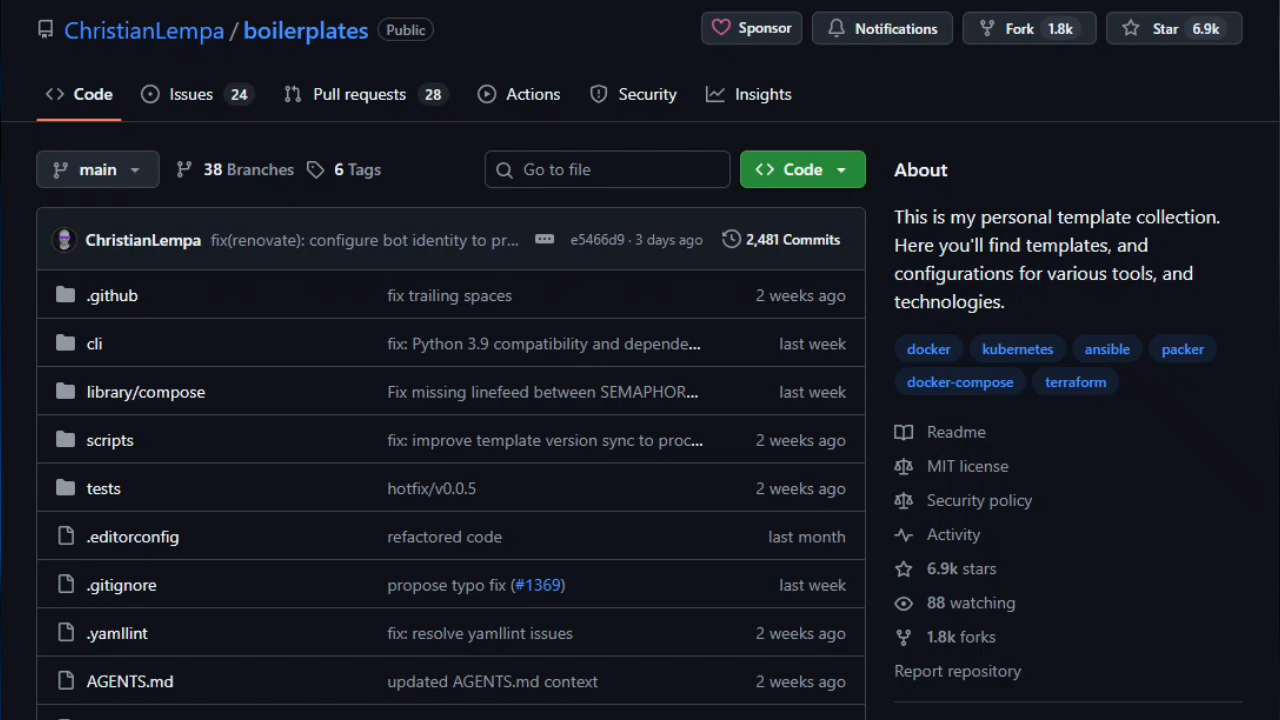 ChristianLempa / boilerplates Public Sponsor Notifications Fork 1.8k Star 6.9k
Code Issues 24 Pull requests 28 Actions Security Insights
main 38 Branches 6 Tags Go to file Code
ChristianLempa fix(renovate): configure bot identity to pr... e5466d9 · 3 days ago 2,481 Commits
.github fix trailing spaces 2 weeks ago
cli fix: Python 3.9 compatibility and depende... last week
library/compose Fix missing linefeed between SEMAPHOR... last week
scripts fix: improve template version sync to proc... 2 weeks ago
tests hotfix/v0.0.5 2 weeks ago
.editorconfig refactored code last month
.gitignore propose typo fix (#1369) last week
.yamllint fix: resolve yamllint issues 2 weeks ago
AGENTS.md updated AGENTS.md context 2 weeks ago
About
This is my personal template collection.
Here you'll find templates, and
configurations for various tools, and
technologies.
docker kubernetes ansible packer
docker-compose terraform
Readme
MIT license
Security policy
Activity
6.9k stars
88 watching
1.8k forks
Report repository